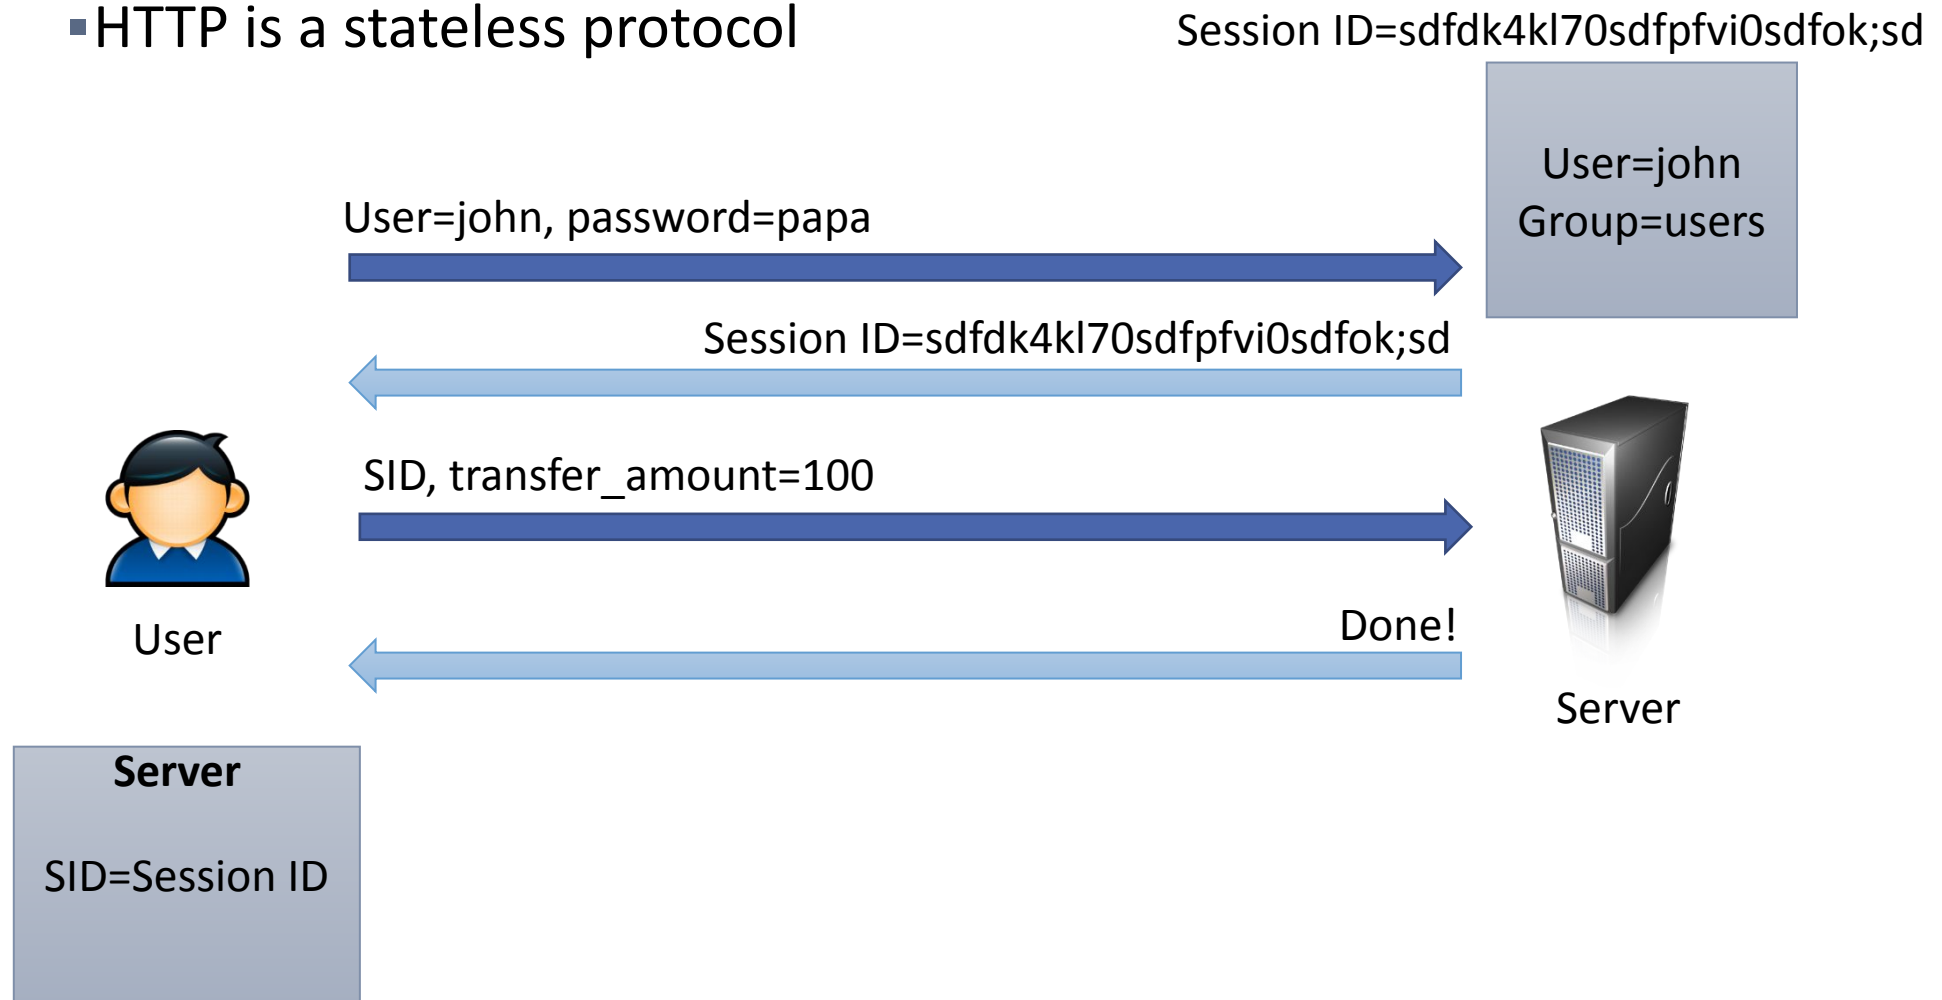 ▪HTTP is a stateless protocol
Session ID=sdfdk4kl70sdfpfvi0sdfok;sd
User=john
Group=users
User=john, password=papa
Session ID=sdfdk4kl70sdfpfvi0sdfok;sd
SID, transfer_amount=100
Done!
User
Server
Server
SID=Session ID